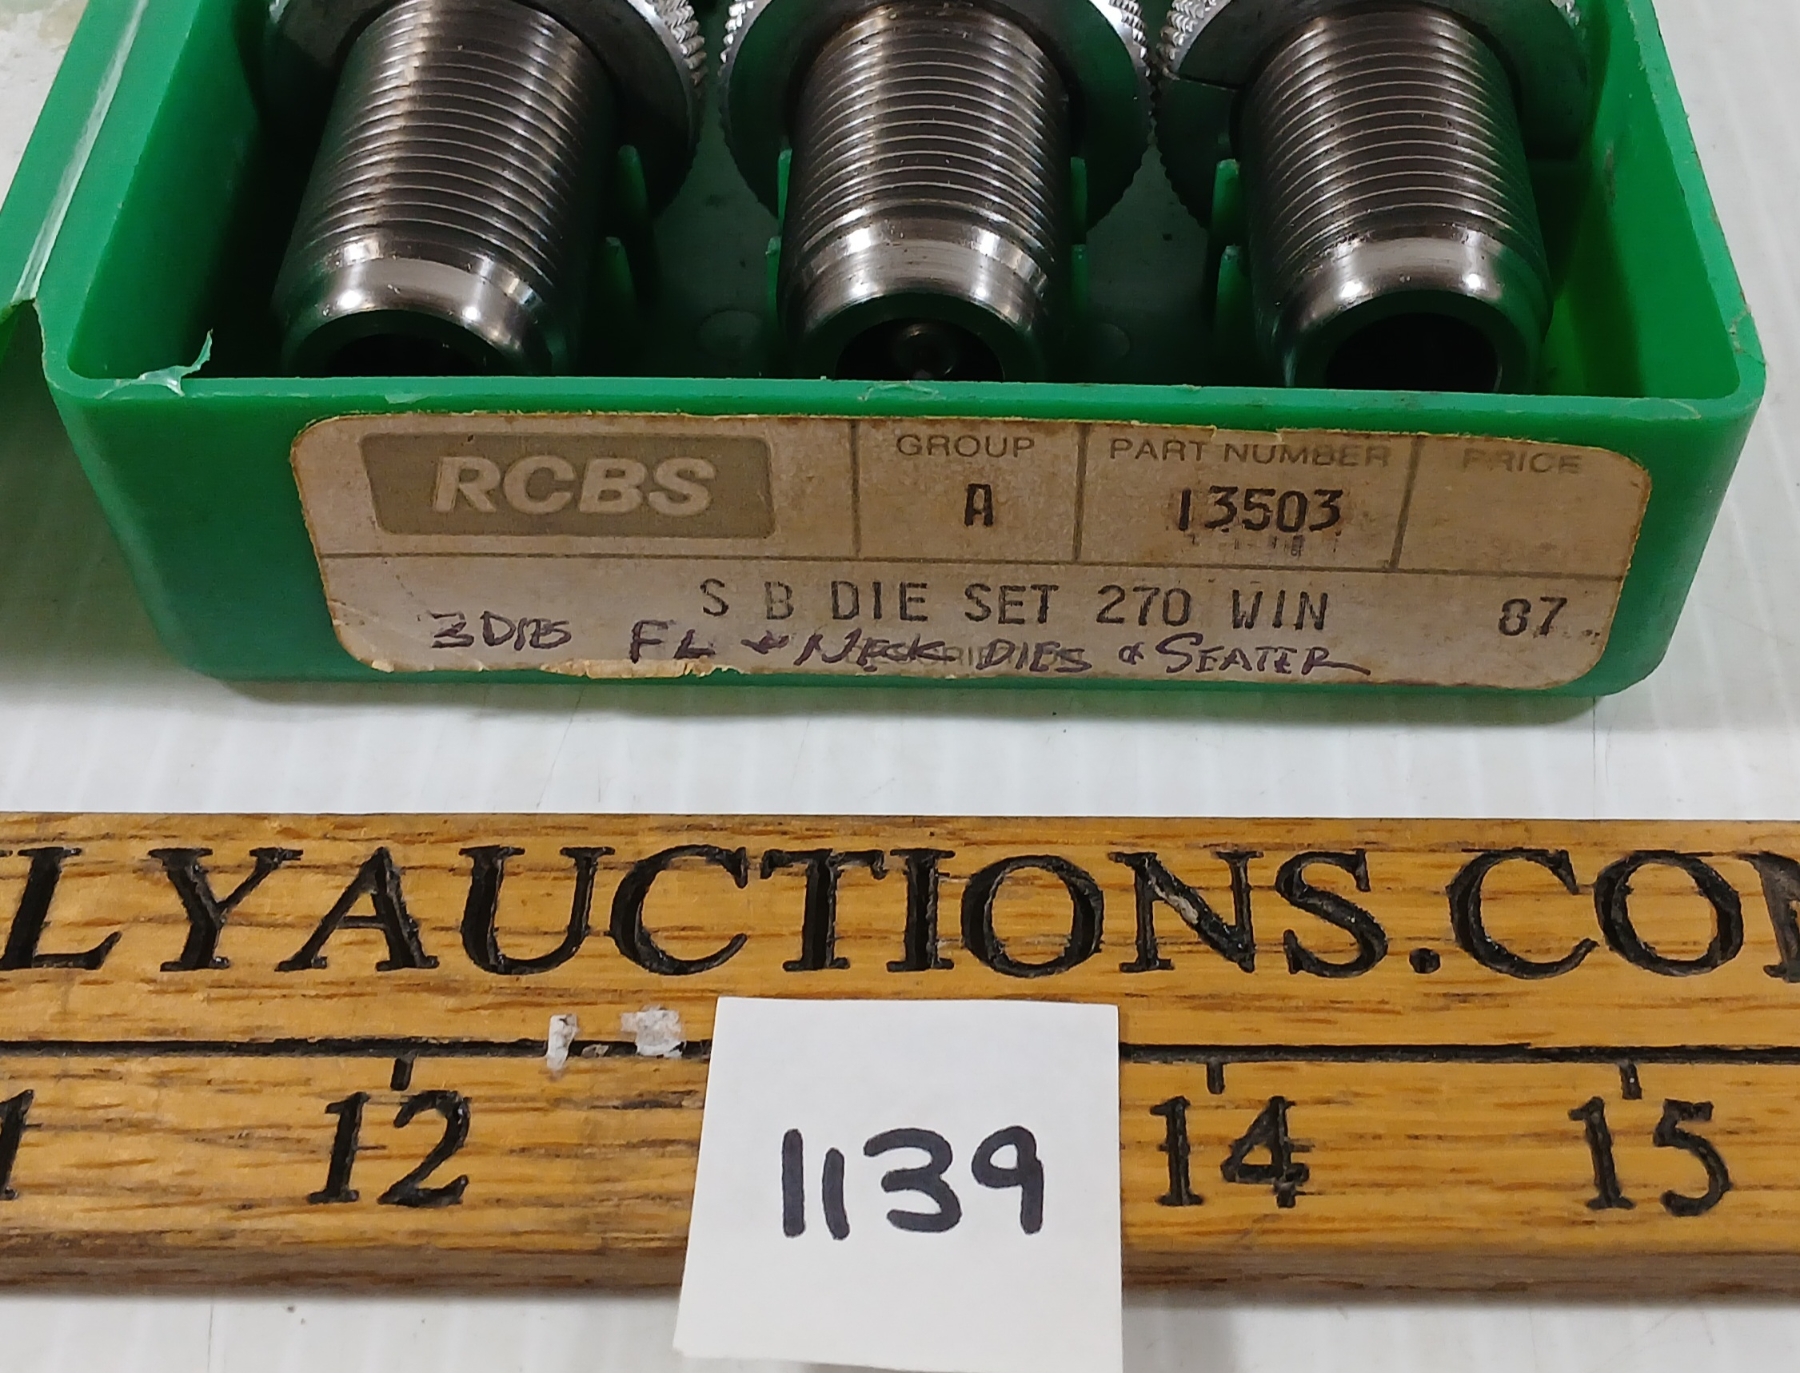 RCBS GROUP PART NUMBER PRICE
A 13503
S B DIE SET 270 WIN 87
3 DIES FL & NECK DIES & SEATER
LYAUCTIONS.CO
12 14 15
1139